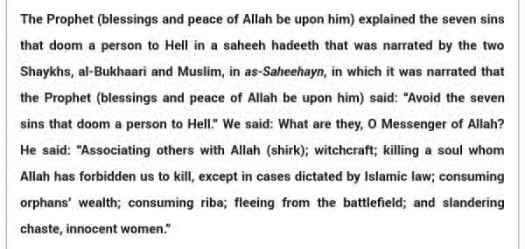 The Prophet (blessings and peace of Allah be upon him) explained the seven sins
that doom a person to Hell in a saheeh hadeeth that was narrated by the two
Shaykhs, al-Bukhaari and Muslim, in as-Saheehayn, in which it was narrated that
the Prophet (blessings and peace of Allah be upon him) said: "Avoid the seven
sins that doom a person to Hell." We said: What are they, O Messenger of Allah?
He said: "Associating others with Allah (shirk); witchcraft; killing a soul whom
Allah has forbidden us to kill, except in cases dictated by Islamic law; consuming
orphans' wealth; consuming riba; fleeing from the battlefield; and slandering
chaste, innocent women."